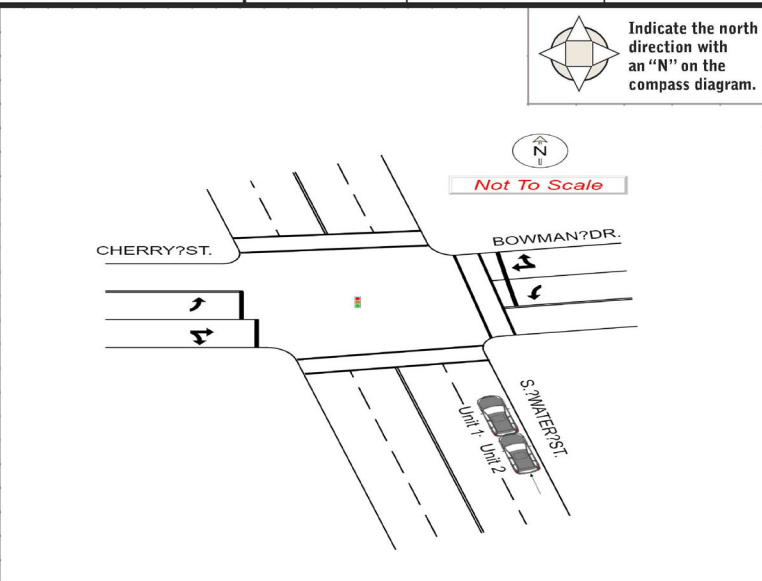 Indicate the north
direction with
an “N” on the
compass diagram.
N
Not To Scale
CHERRY?ST.
BOWMAN?DR.
S.?WATER?ST.
Unit 1
Unit 2